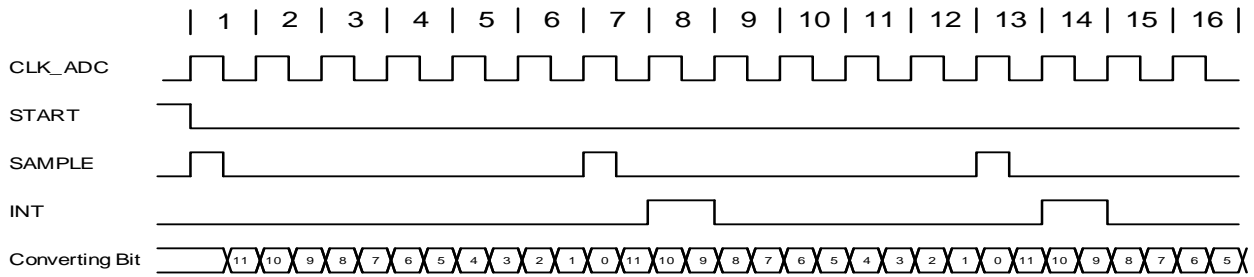 | 1 | 2 | 3 | 4 | 5 | 6 | 7 | 8 | 9 | 10 | 11 | 12 | 13 | 14 | 15 | 16 |
CLK_ADC
START
SAMPLE
INT
Converting Bit 11 10 9 8 7 6 5 4 3 2 1 0 11 10 9 8 7 6 5 4 3 2 1 0 11 10 9 8 7 6 5